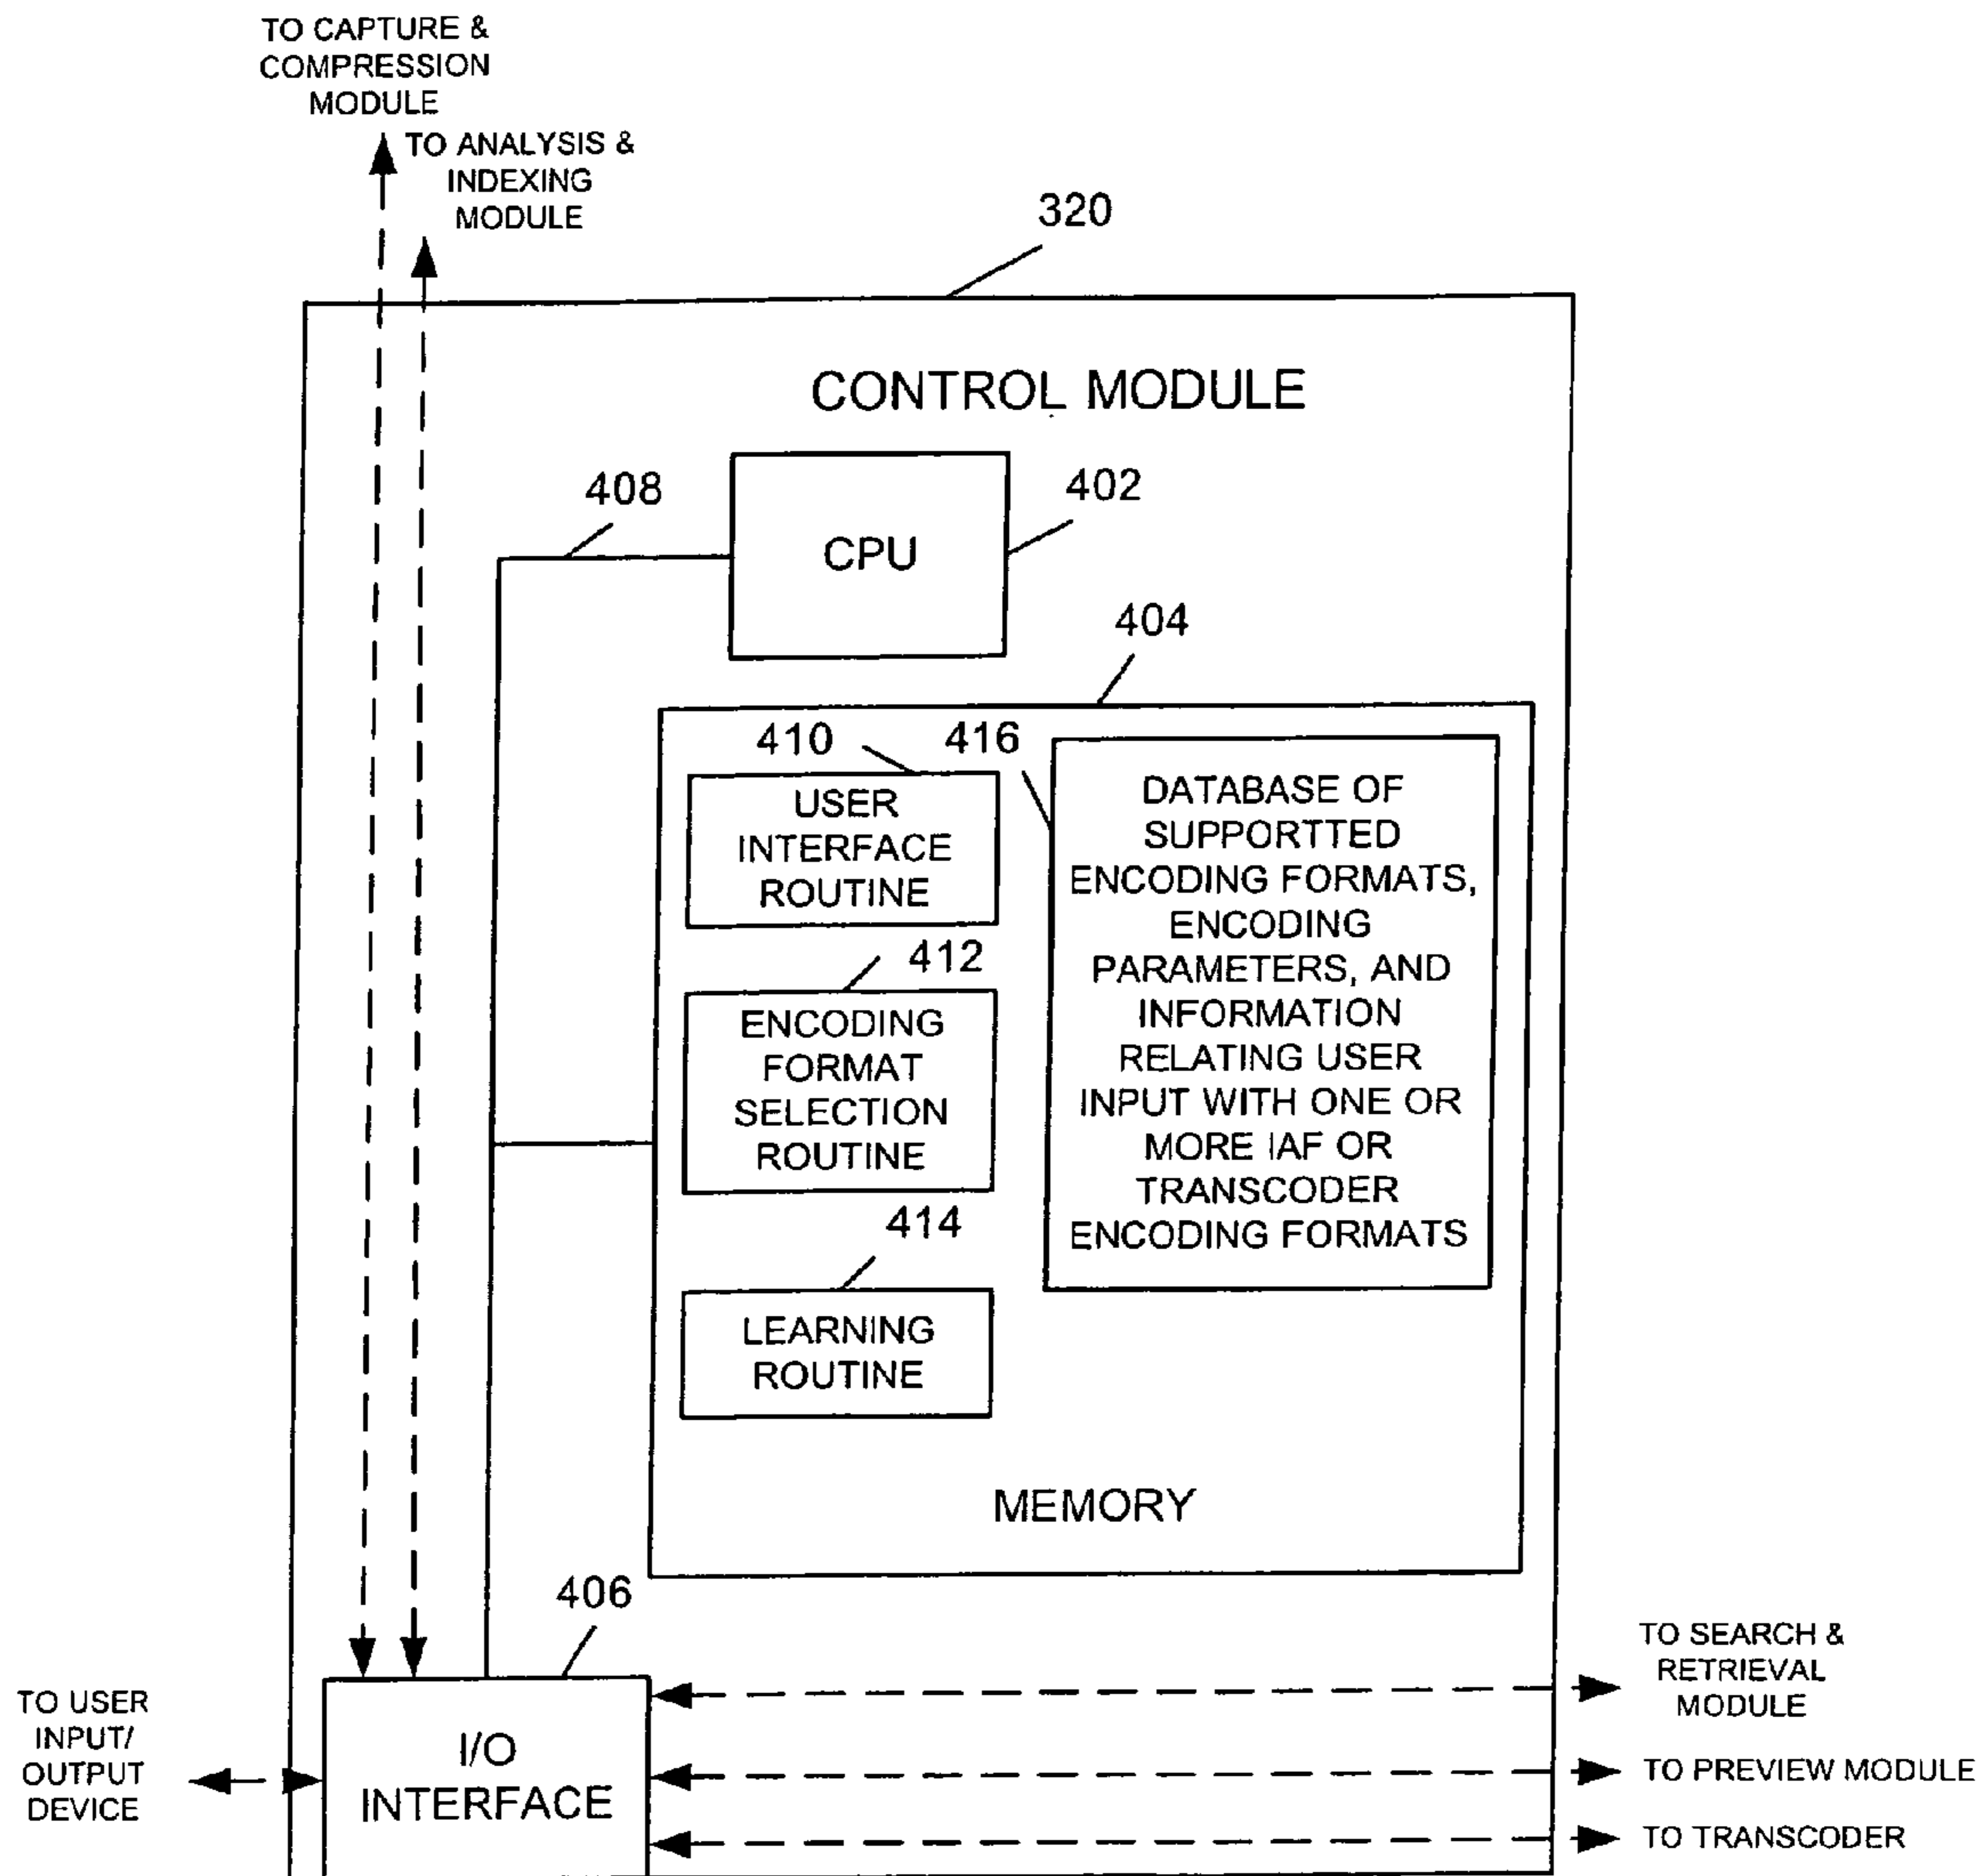 TO CAPTURE &
COMPRESSION
MODULE
TO ANALYSIS &
INDEXING
MODULE
320
CONTROL MODULE
408
CPU
402
404
410
416
USER
INTERFACE
ROUTINE
DATABASE OF
SUPPORTTED
ENCODING FORMATS,
ENCODING
PARAMETERS, AND
INFORMATION
RELATING USER
INPUT WITH ONE OR
MORE IAF OR
TRANSCODER
ENCODING FORMATS
412
ENCODING
FORMAT
SELECTION
ROUTINE
414
LEARNING
ROUTINE
MEMORY
406
TO USER
INPUT/
OUTPUT
DEVICE
I/O
INTERFACE
TO SEARCH &
RETRIEVAL
MODULE
TO PREVIEW MODULE
TO TRANSCODER